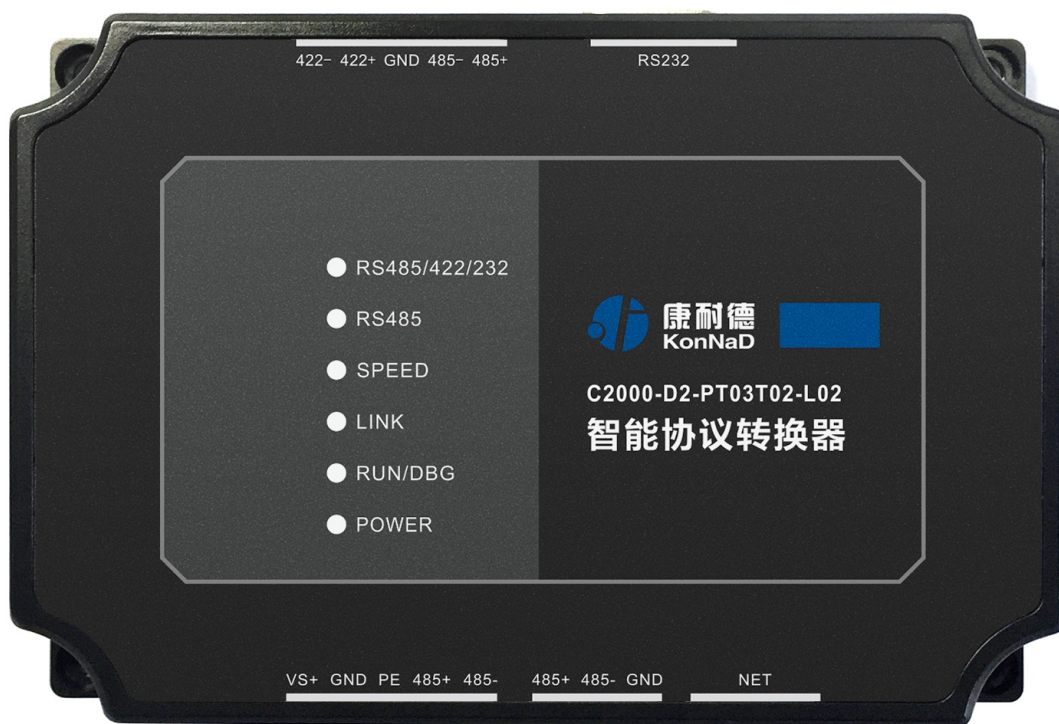 422- 422+ GND 485- 485+
RS232
RS485/422/232
RS485
SPEED
LINK
RUN/DBG
POWER
康耐德
KonNaD
C2000-D2-PT03T02-L02
智能协议转换器
VS+ GND PE 485+ 485-
485+ 485- GND
NET